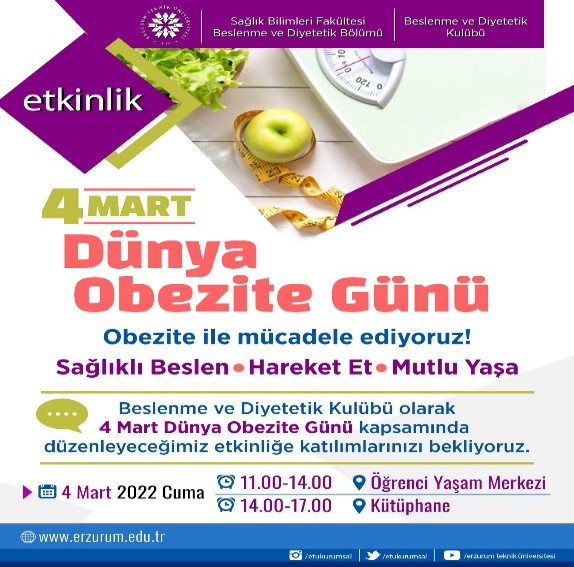 Sağlık Bilimleri Fakültesi
Beslenme ve Diyetetik Bölümü
Beslenme ve Diyetetik
Kulübü
etkinlik
4 MART
Dünya
Obezite Günü
Obezite ile mücadele ediyoruz!
Sağlıklı Beslen • Hareket Et • Mutlu Yaşa
Beslenme ve Diyetetik Kulübü olarak
4 Mart Dünya Obezite Günü kapsamında
düzenleyeceğimiz etkinliğe katılımlarınızı bekliyoruz.
4 Mart 2022 Cuma
11.00-14.00 Öğrenci Yaşam Merkezi
14.00-17.00 Kütüphane
www.erzurum.edu.tr
/etukurumsal /etukurumsal /erzurum teknik üniversitesi